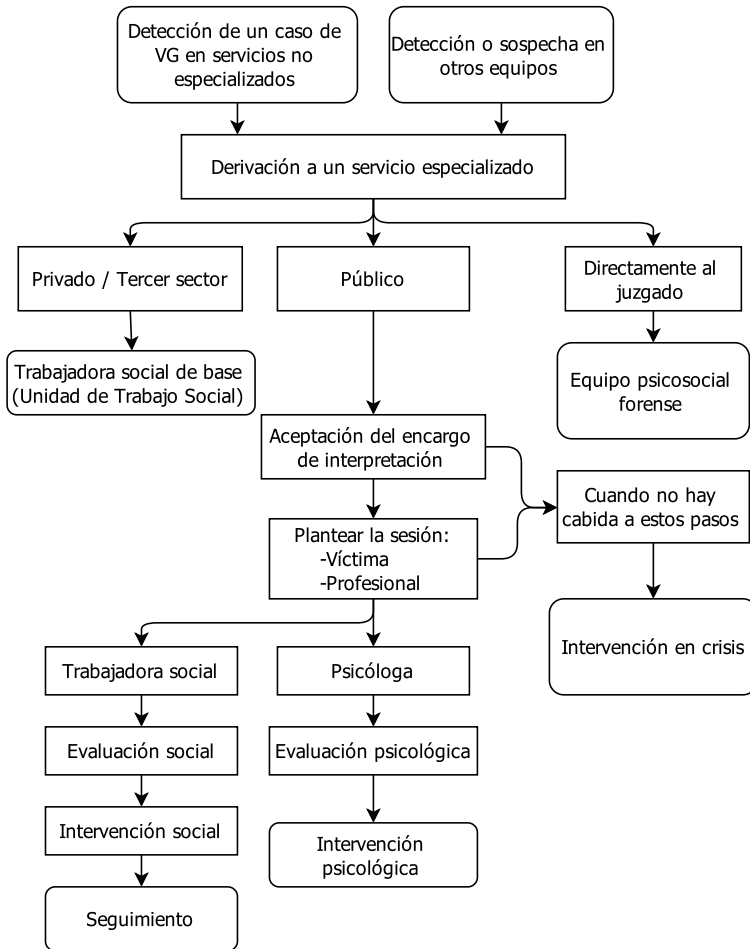 Detección de un caso de
VG en servicios no
especializados
Detección o sospecha en
otros equipos
Derivación a un servicio especializado
Privado / Tercer sector
Público
Directamente al
juzgado
Trabajadora social de base
(Unidad de Trabajo Social)
Equipo psicosocial
forense
Aceptación del encargo
de interpretación
Cuando no hay
cabida a estos pasos
Plantear la sesión:
-Víctima
-Profesional
Intervención en crisis
Trabajadora social
Psicóloga
Evaluación social
Evaluación psicológica
Intervención social
Intervención
psicológica
Seguimiento